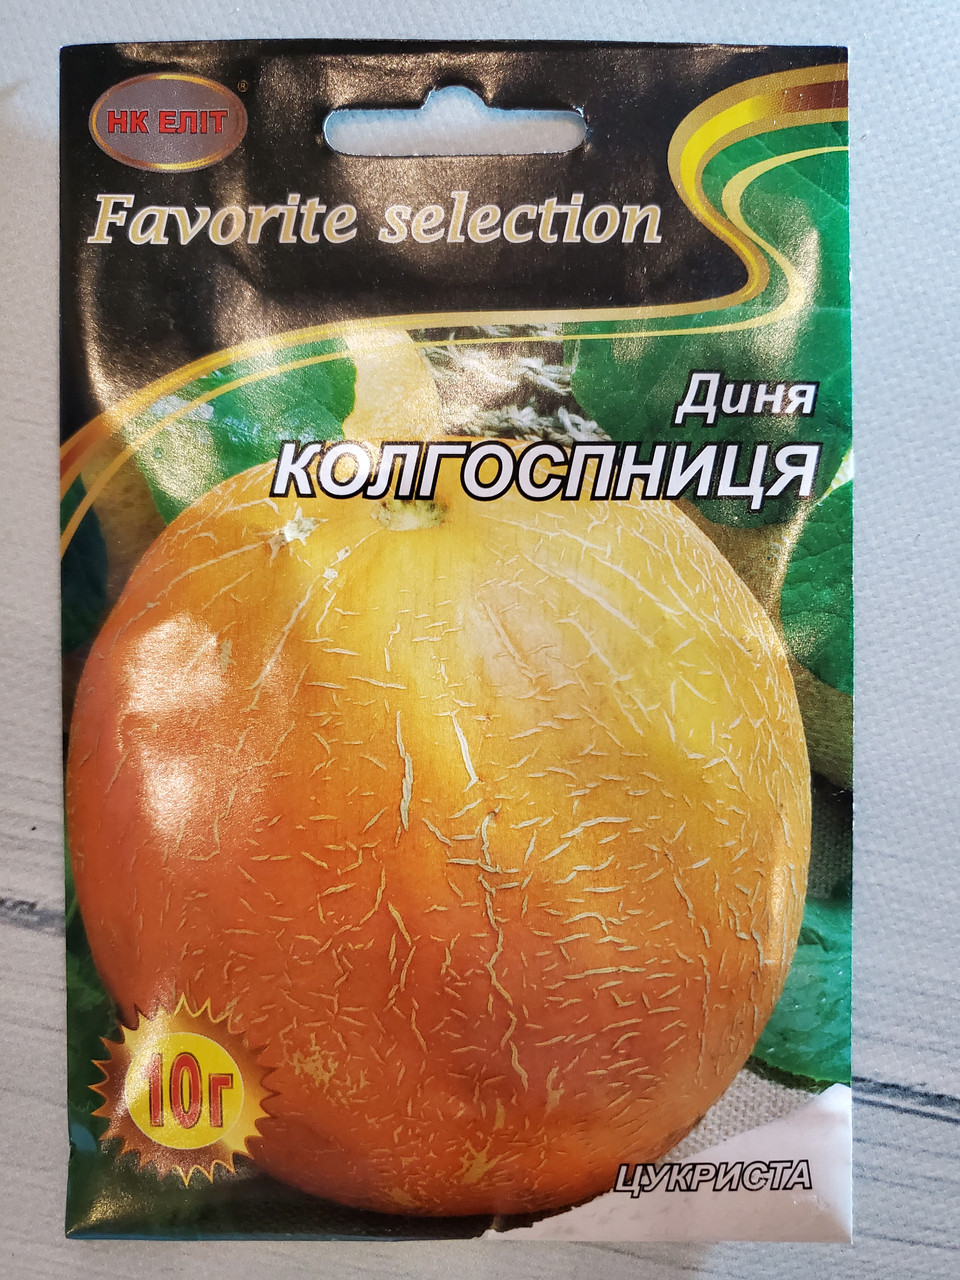 НК ЕЛІТ ®
Favorite selection
Диня
КОЛГОСПНИЦЯ
10г
ЦУКРИСТА